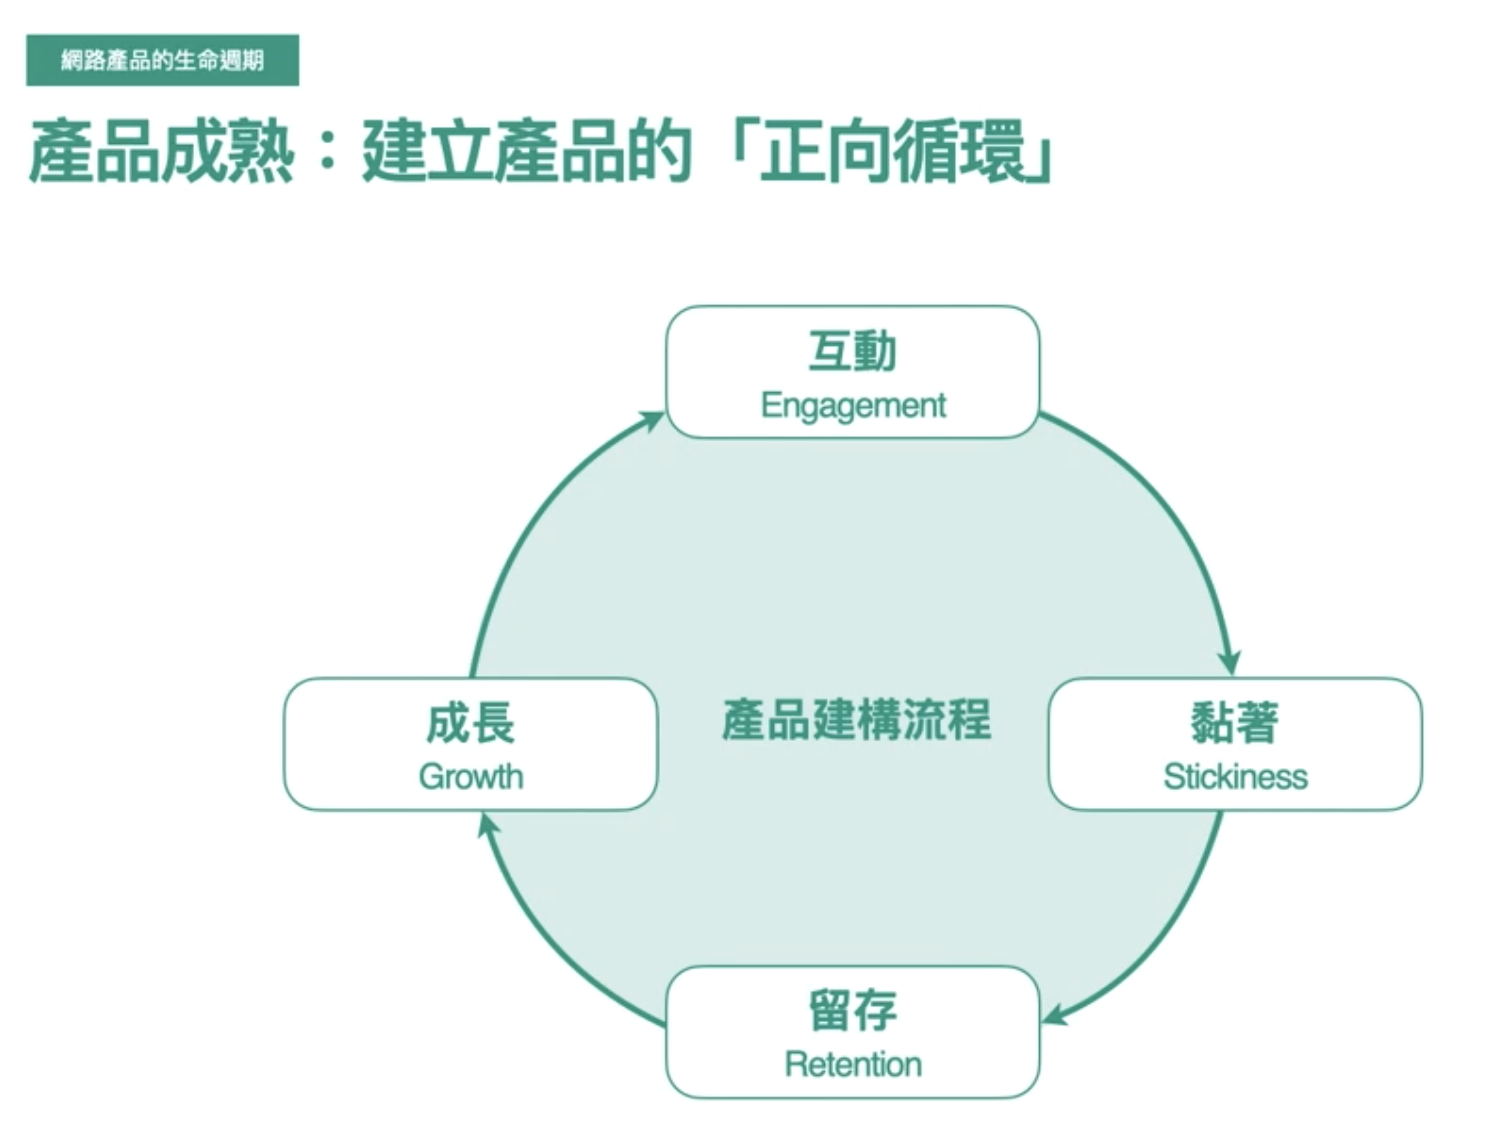 網路產品的生命週期
產品成熟：建立產品的「正向循環」
互動
Engagement
成長
Growth
產品建構流程
黏著
Stickiness
留存
Retention